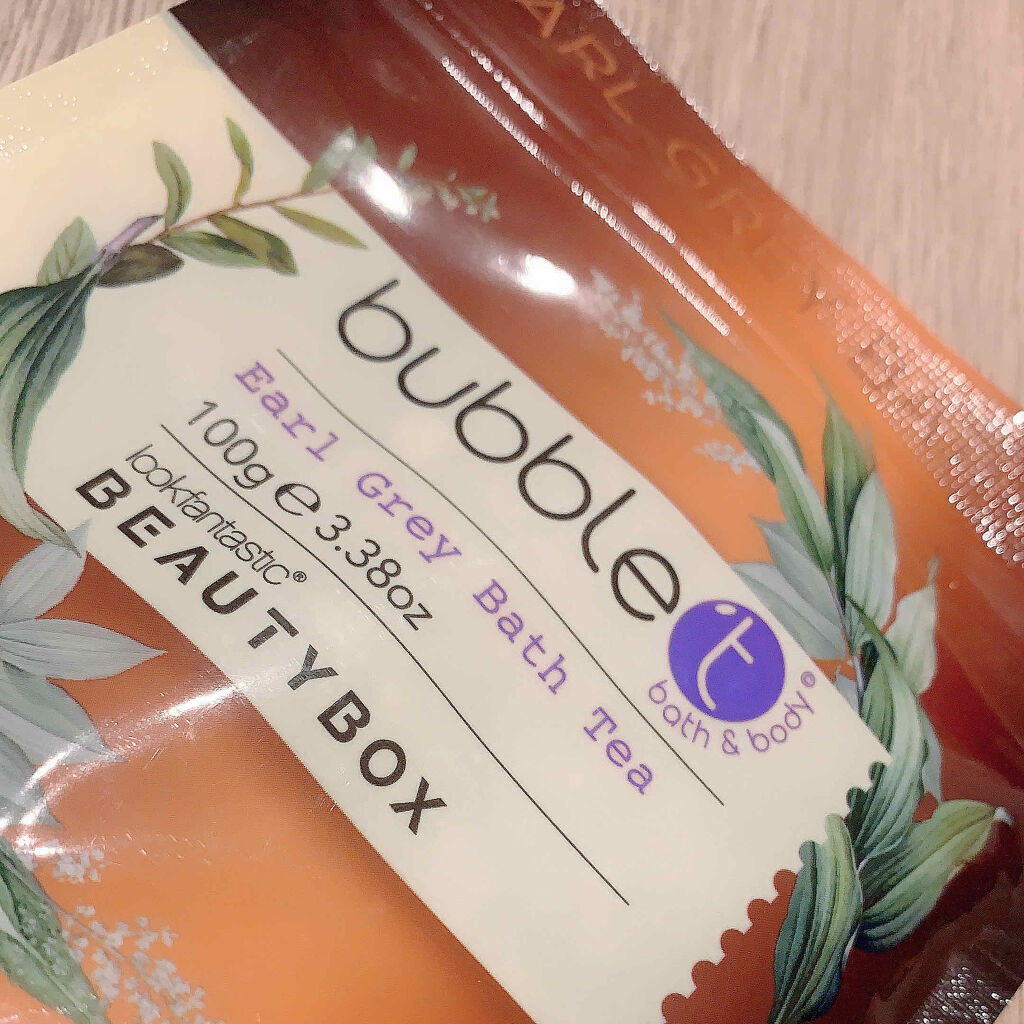 EARL GREY
bubble t
bath & body®
Earl Grey Bath Tea
100g e 3.38oz
lookfantastic®
BEAUTYBOX